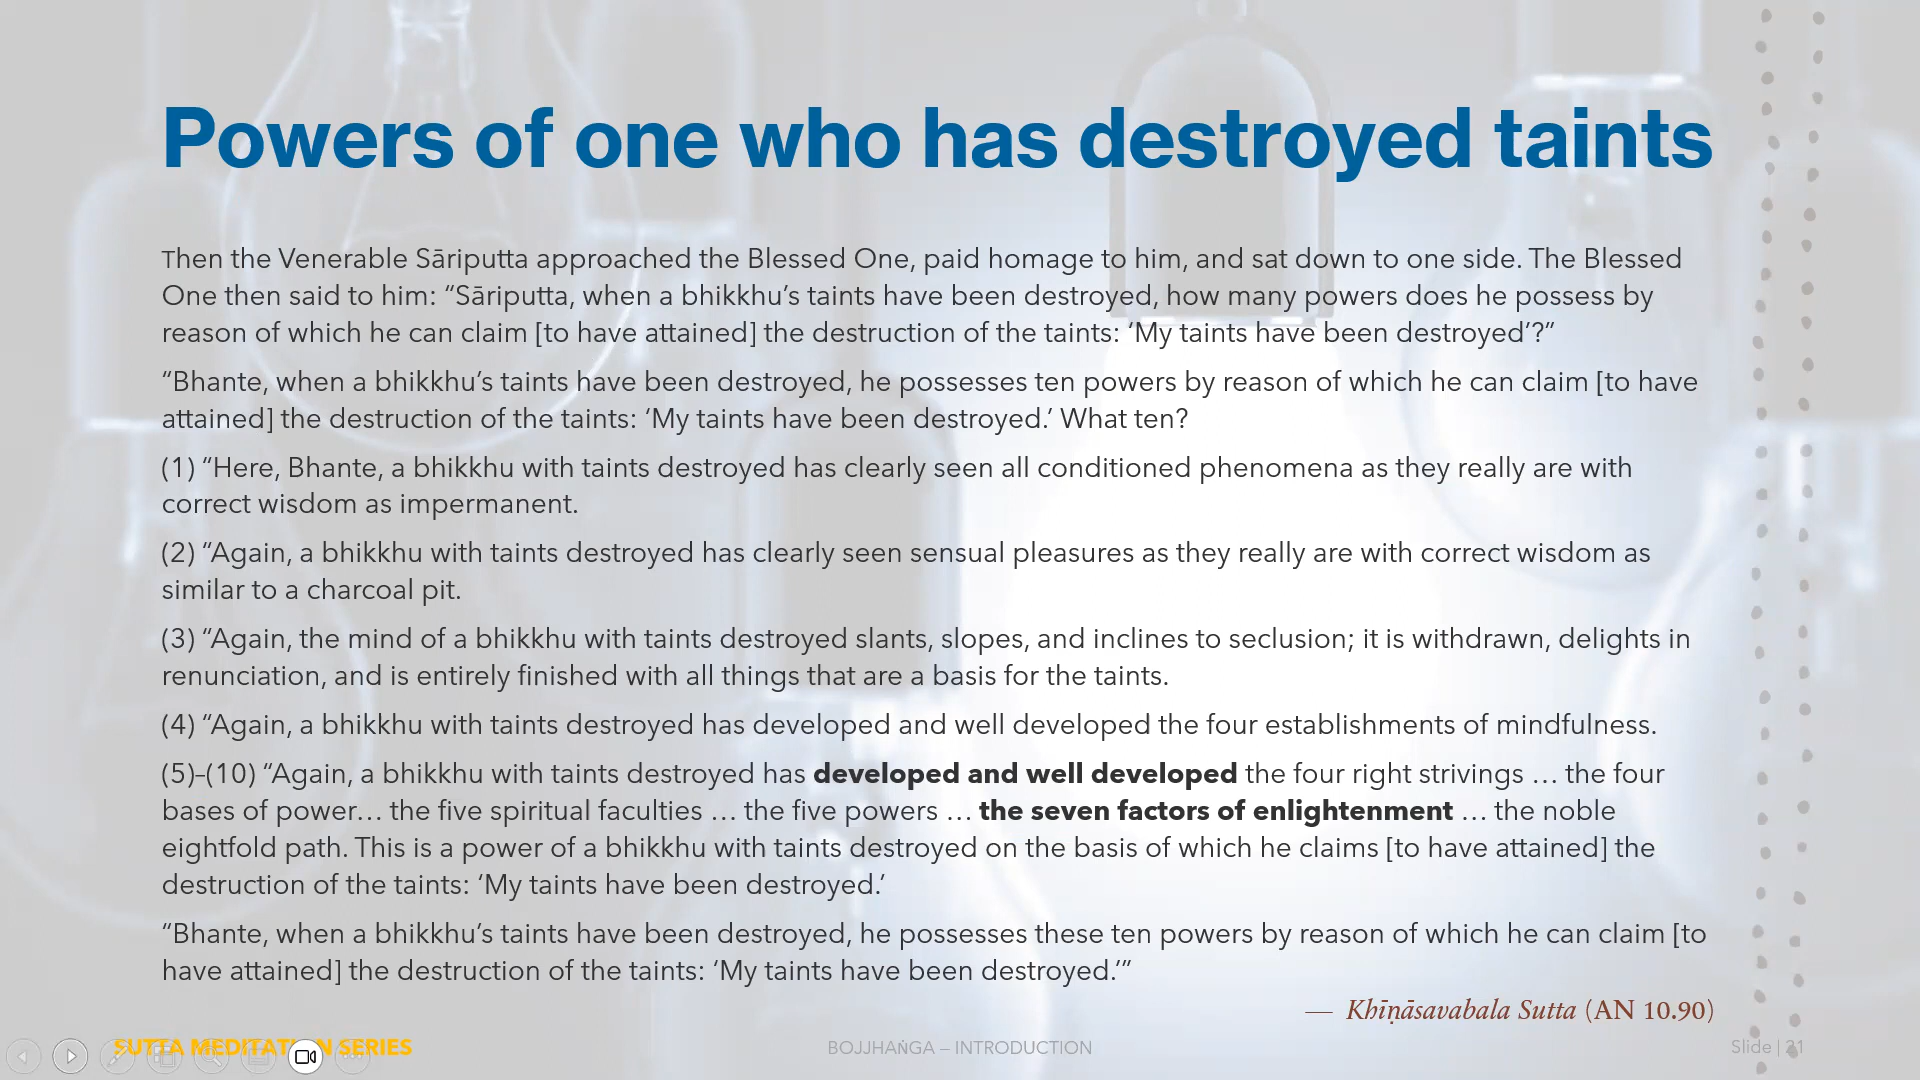 Powers of one who has destroyed taints
Then the Venerable Sāriputta approached the Blessed One, paid homage to him, and sat down to one side. The Blessed
One then said to him: “Sāriputta, when a bhikkhu’s taints have been destroyed, how many powers does he possess by
reason of which he can claim [to have attained] the destruction of the taints: ‘My taints have been destroyed’?”
“Bhante, when a bhikkhu’s taints have been destroyed, he possesses ten powers by reason of which he can claim [to have
attained] the destruction of the taints: ‘My taints have been destroyed.’ What ten?
(1) “Here, Bhante, a bhikkhu with taints destroyed has clearly seen all conditioned phenomena as they really are with
correct wisdom as impermanent.
(2) “Again, a bhikkhu with taints destroyed has clearly seen sensual pleasures as they really are with correct wisdom as
similar to a charcoal pit.
(3) “Again, the mind of a bhikkhu with taints destroyed slants, slopes, and inclines to seclusion; it is withdrawn, delights in
renunciation, and is entirely finished with all things that are a basis for the taints.
(4) “Again, a bhikkhu with taints destroyed has developed and well developed the four establishments of mindfulness.
(5)–(10) “Again, a bhikkhu with taints destroyed has developed and well developed the four right strivings … the four
bases of power… the five spiritual faculties … the five powers … the seven factors of enlightenment … the noble
eightfold path. This is a power of a bhikkhu with taints destroyed on the basis of which he claims [to have attained] the
destruction of the taints: ‘My taints have been destroyed.’
“Bhante, when a bhikkhu’s taints have been destroyed, he possesses these ten powers by reason of which he can claim [to
have attained] the destruction of the taints: ‘My taints have been destroyed.’”
— Khīṇāsavabala Sutta (AN 10.90)
SUTTA MEDITATION SERIES
BOJJHAṅGA – INTRODUCTION
Slide | 21